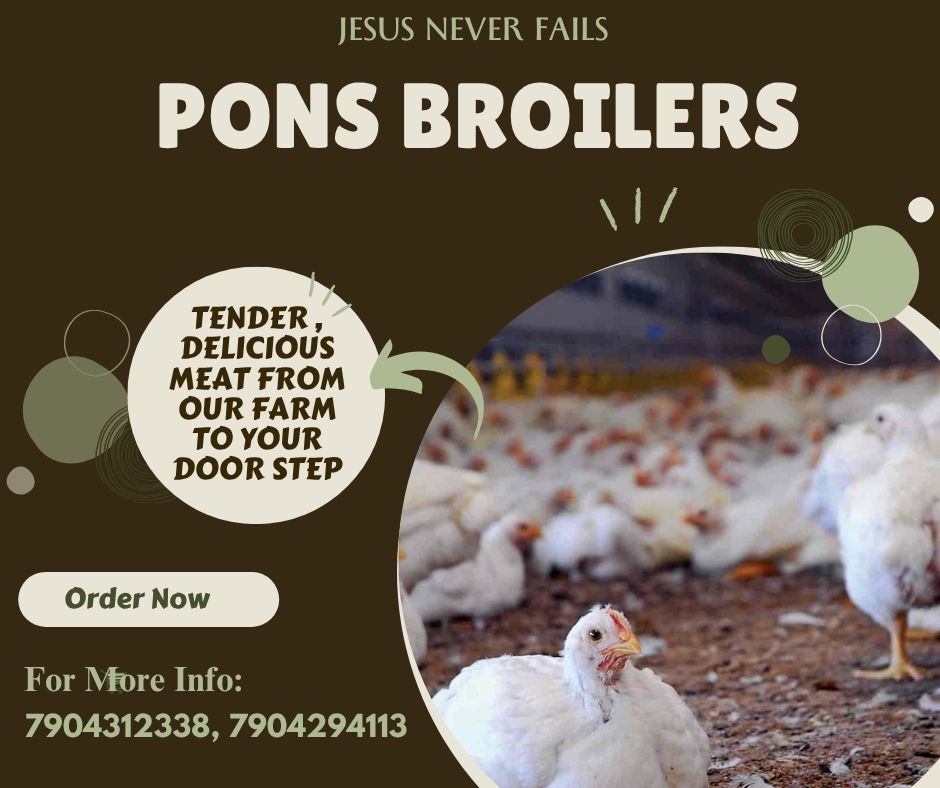 JESUS NEVER FAILS
PONS BROILERS
TENDER ,
DELICIOUS
MEAT FROM
OUR FARM
TO YOUR
DOOR STEP
Order Now
For More Info:
7904312338, 7904294113